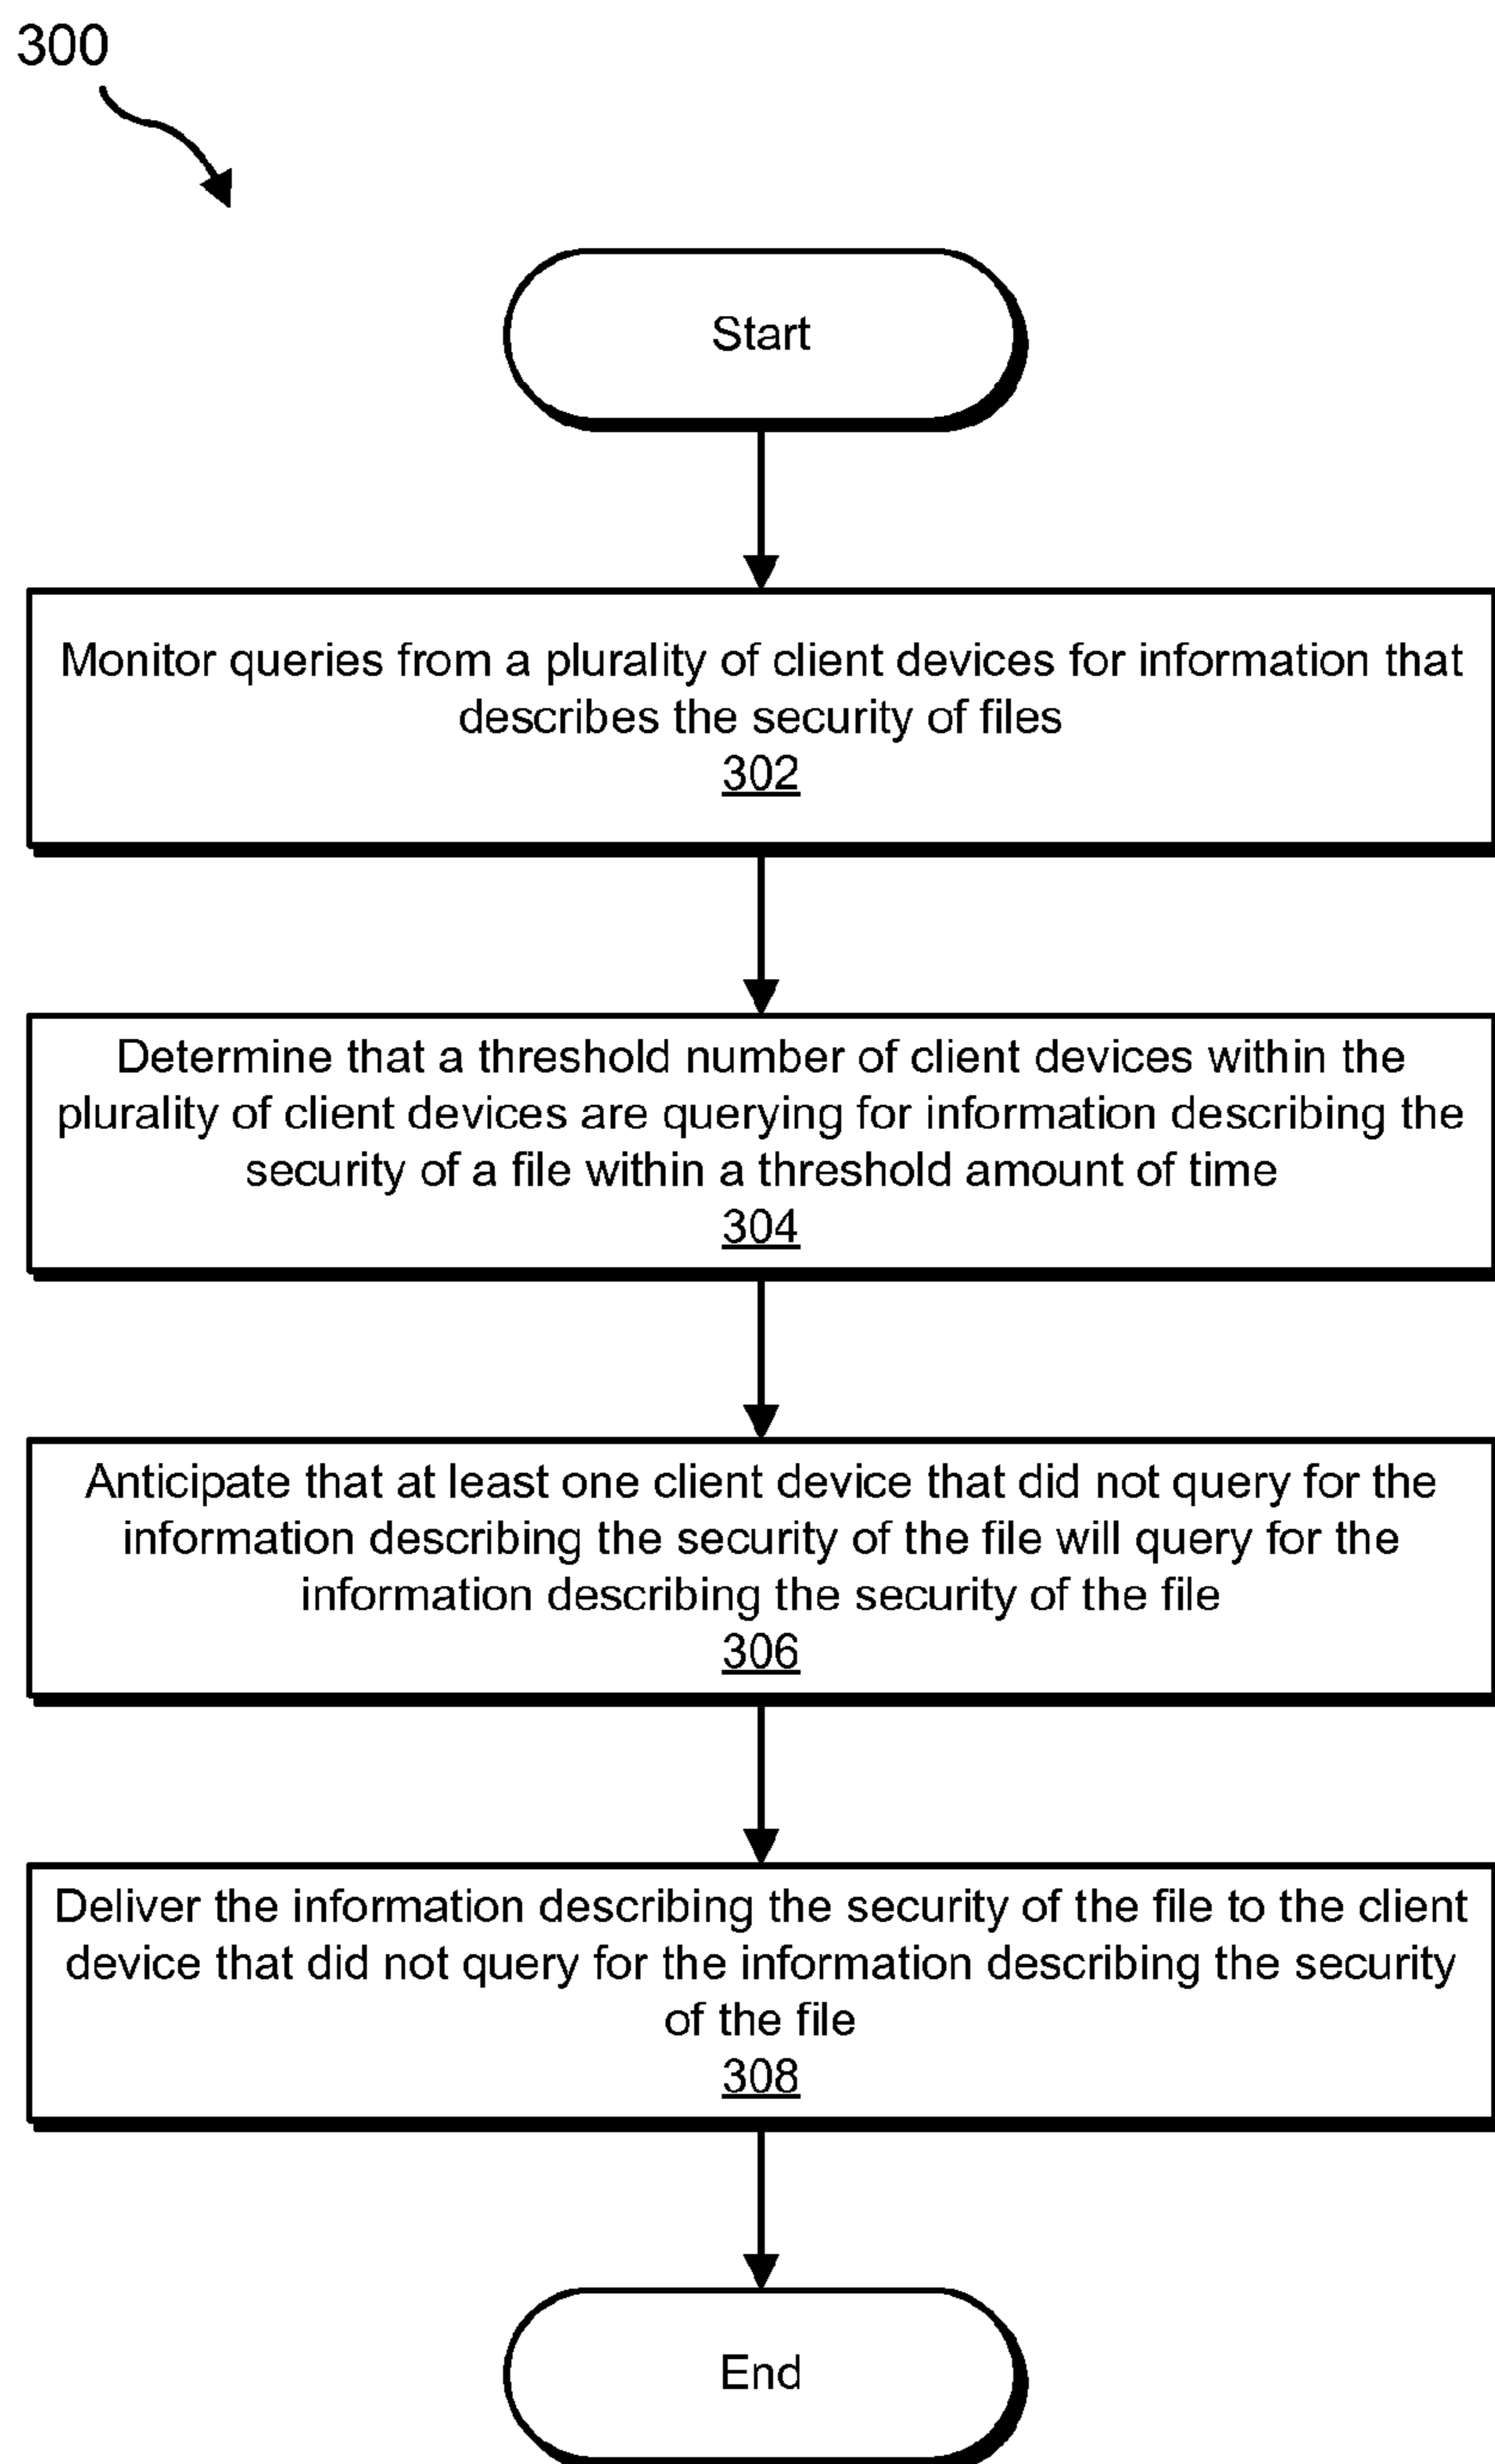 300
Start
Monitor queries from a plurality of client devices for information that
describes the security of files
302
Determine that a threshold number of client devices within the
plurality of client devices are querying for information describing the
security of a file within a threshold amount of time
304
Anticipate that at least one client device that did not query for the
information describing the security of the file will query for the
information describing the security of the file
306
Deliver the information describing the security of the file to the client
device that did not query for the information describing the security
of the file
308
End